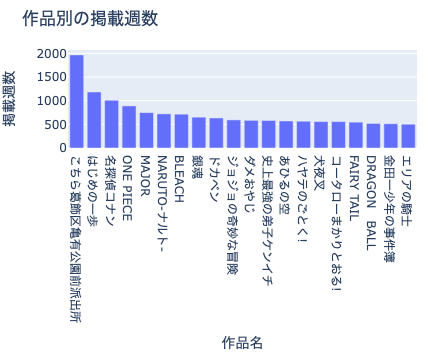 作品別の掲載週数
掲載週数
2000
1500
1000
500
0
こちら葛飾区亀有公園前派出所
はじめの一歩
名探偵コナン
ONE PIECE
MAJOR
NARUTO-ナルト-
BLEACH
銀魂
ドカベン
ジョジョの奇妙な冒険
ダメおやじ
史上最強の弟子ケンイチ
あひるの空
ハヤテのごとく!
犬夜叉
コータローまかりとおる!
FAIRY TAIL
DRAGON　BALL
金田一少年の事件簿
エリアの騎士
作品名